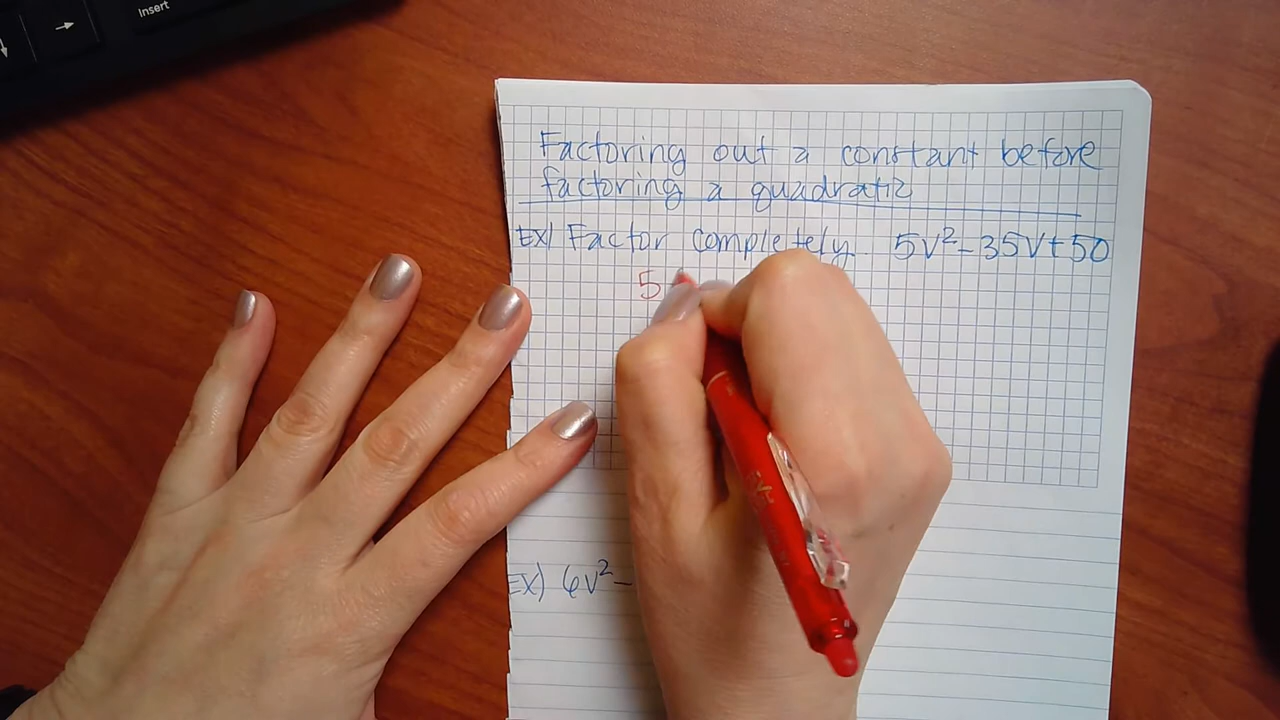 Insert
Factoring out a constant before
factoring a quadratic
Ex) Factor completely. 5v²-35v+50
5
Ex) 6v²-